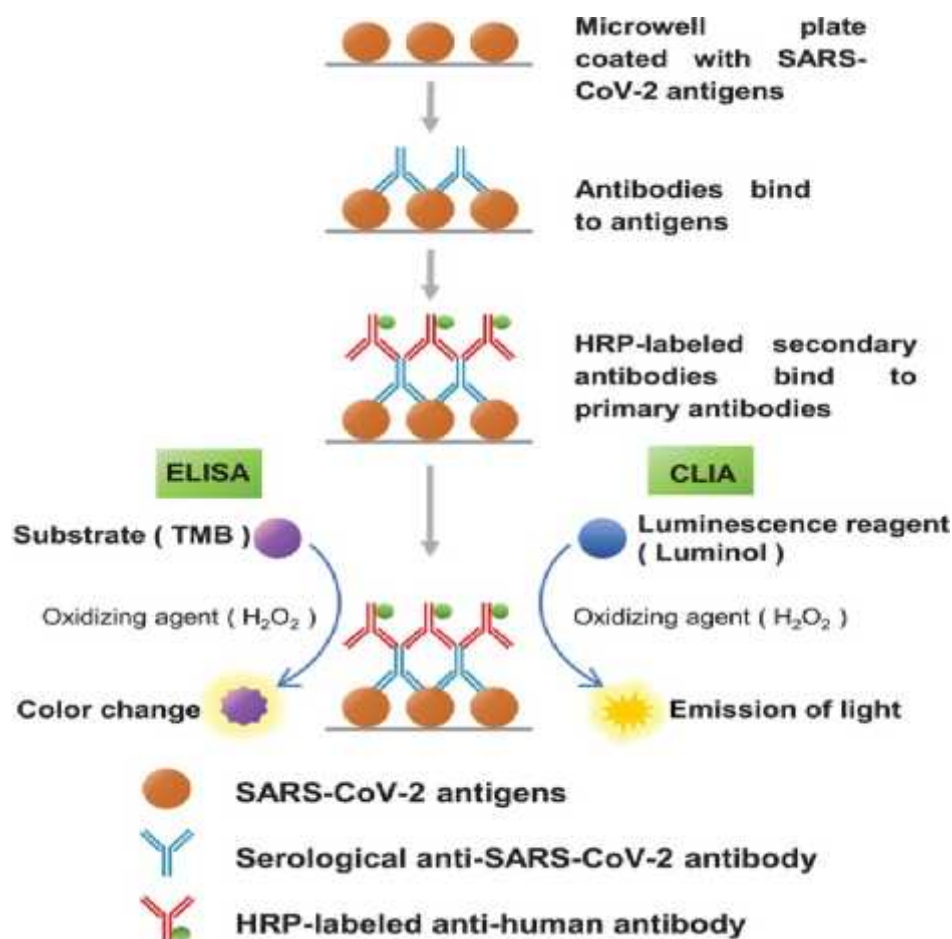 Microwell plate
coated with SARS-
CoV-2 antigens
Antibodies bind
to antigens
HRP-labeled secondary
antibodies bind to
primary antibodies
ELISA
CLIA
Substrate ( TMB )
Luminescence reagent
( Luminol )
Oxidizing agent ( H₂O₂ )
Oxidizing agent ( H₂O₂ )
Color change
Emission of light
SARS-CoV-2 antigens
Serological anti-SARS-CoV-2 antibody
HRP-labeled anti-human antibody